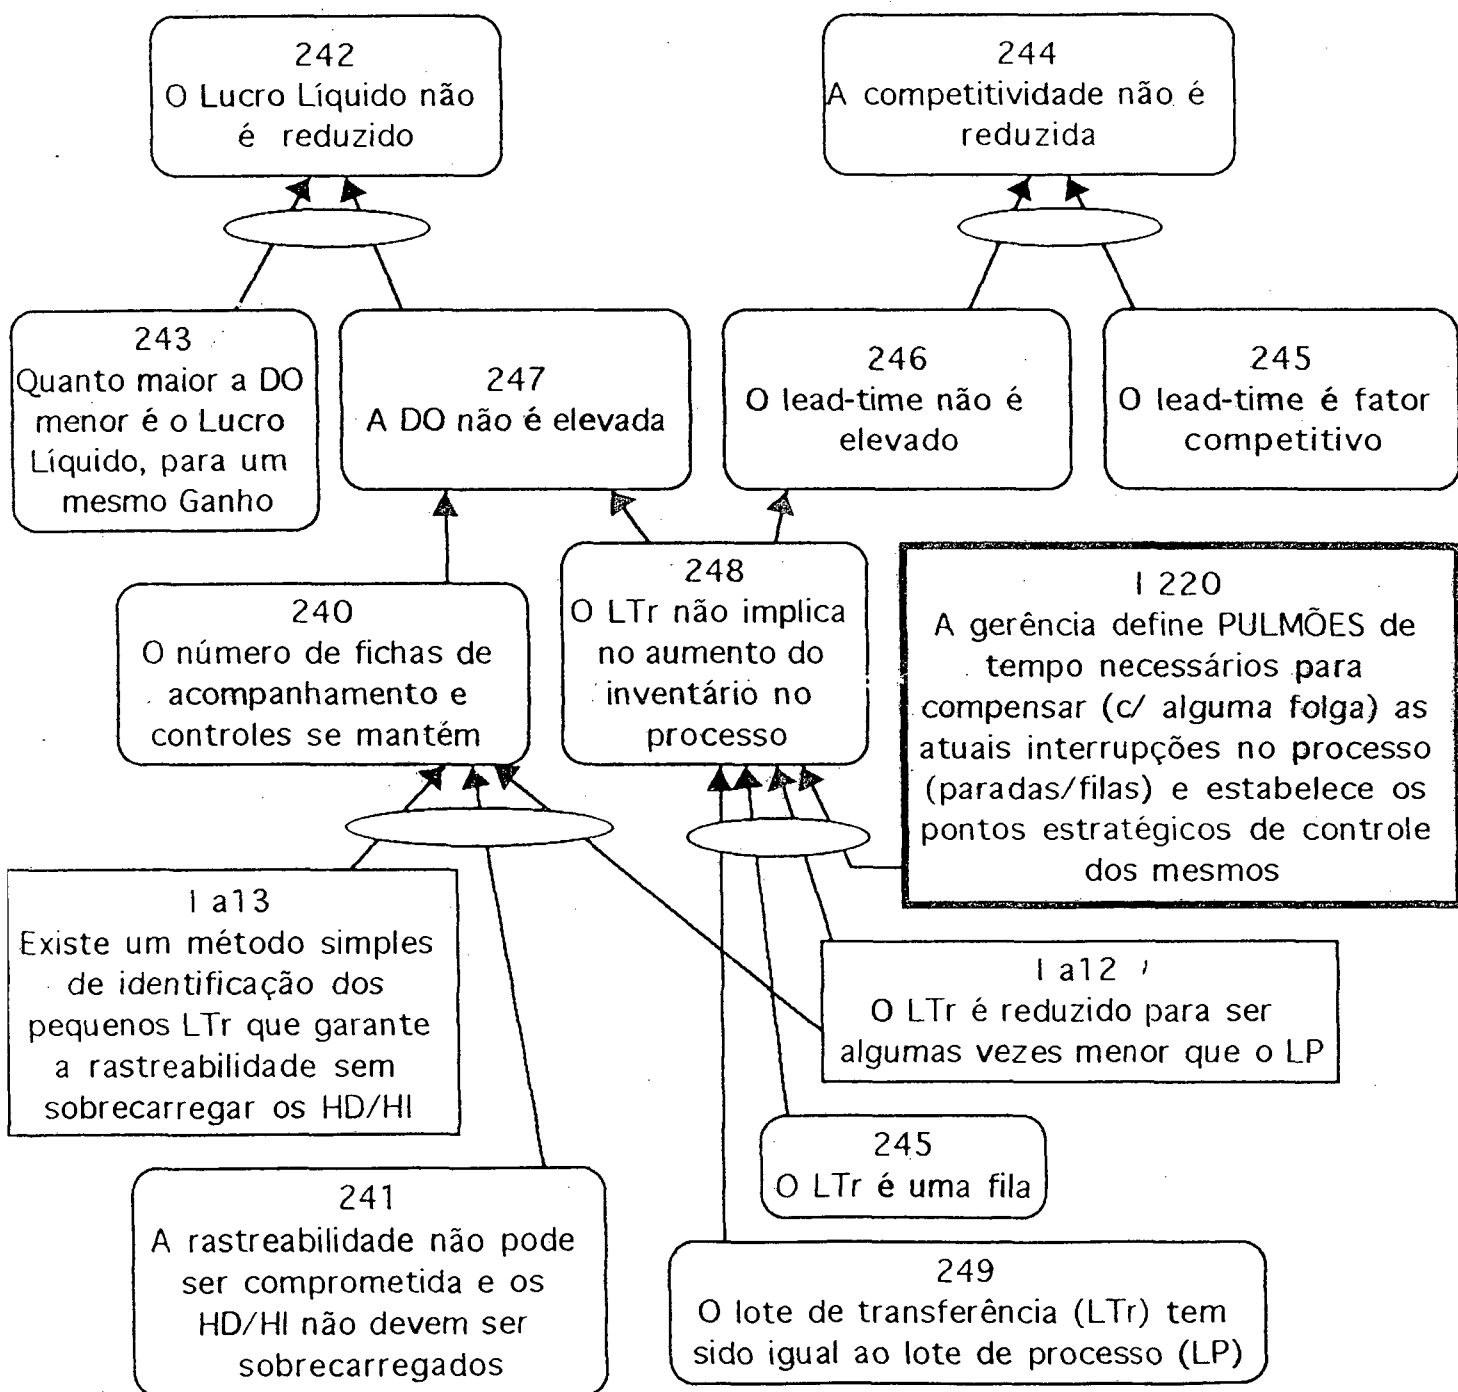 242
O Lucro Líquido não
é reduzido
244
A competitividade não é
reduzida
243
Quanto maior a DO
menor é o Lucro
Líquido, para um
mesmo Ganho
247
A DO não é elevada
246
O lead-time não é
elevado
245
O lead-time é fator
competitivo
240
O número de fichas de
acompanhamento e
controles se mantém
248
O LTr não implica
no aumento do
inventário no
processo
I 220
A gerência define PULMÕES de
tempo necessários para
compensar (c/ alguma folga) as
atuais interrupções no processo
(paradas/filas) e estabelece os
pontos estratégicos de controle
dos mesmos
I a13
Existe um método simples
de identificação dos
pequenos LTr que garante
a rastreabilidade sem
sobrecarregar os HD/HI
I a12
O LTr é reduzido para ser
algumas vezes menor que o LP
245
O LTr é uma fila
241
A rastreabilidade não pode
ser comprometida e os
HD/HI não devem ser
sobrecarregados
249
O lote de transferência (LTr) tem
sido igual ao lote de processo (LP)